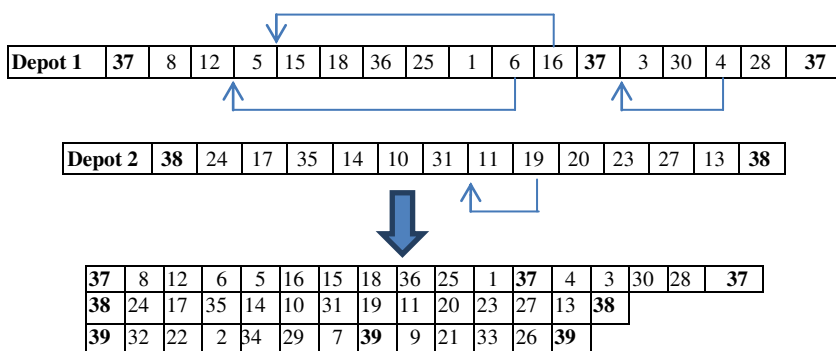 Depot 1 37 8 12 5 15 18 36 25 1 6 16 37 3 30 4 28 37
Depot 2 38 24 17 35 14 10 31 11 19 20 23 27 13 38
37 8 12 6 5 16 15 18 36 25 1 37 4 3 30 28 37
38 24 17 35 14 10 31 19 11 20 23 27 13 38
39 32 22 2 34 29 7 39 9 21 33 26 39